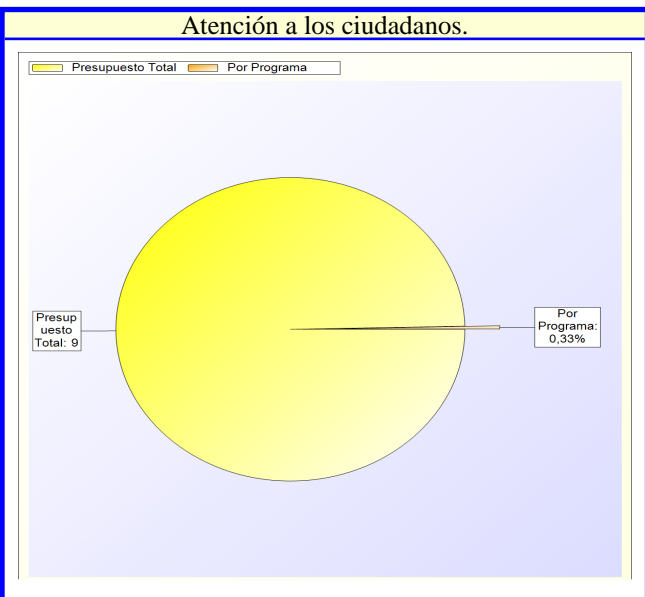 Atención a los ciudadanos.
Presupuesto Total
Por Programa
Presup
uesto
Total: 9
Por
Programa:
0,33%